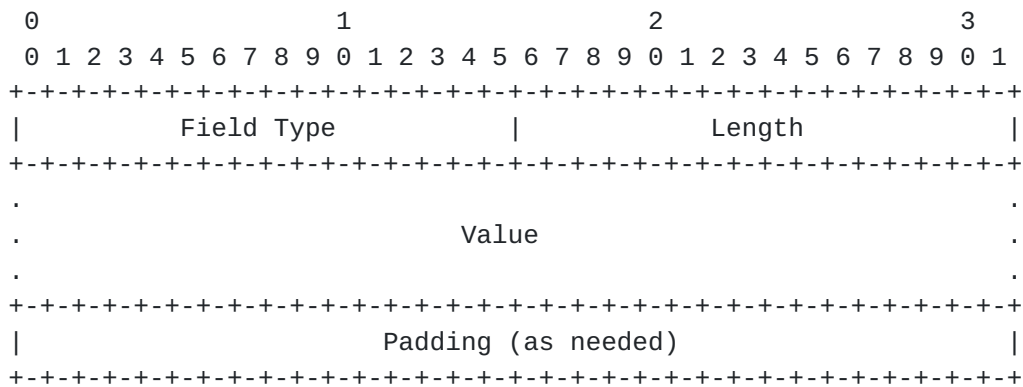 0                   1                   2                   3
 0 1 2 3 4 5 6 7 8 9 0 1 2 3 4 5 6 7 8 9 0 1 2 3 4 5 6 7 8 9 0 1
+-+-+-+-+-+-+-+-+-+-+-+-+-+-+-+-+-+-+-+-+-+-+-+-+-+-+-+-+-+-+-+-+
|          Field Type           |            Length             |
+-+-+-+-+-+-+-+-+-+-+-+-+-+-+-+-+-+-+-+-+-+-+-+-+-+-+-+-+-+-+-+-+
.                                                               .
.                            Value                              .
.                                                               .
+-+-+-+-+-+-+-+-+-+-+-+-+-+-+-+-+-+-+-+-+-+-+-+-+-+-+-+-+-+-+-+-+
|                       Padding (as needed)                     |
+-+-+-+-+-+-+-+-+-+-+-+-+-+-+-+-+-+-+-+-+-+-+-+-+-+-+-+-+-+-+-+-+